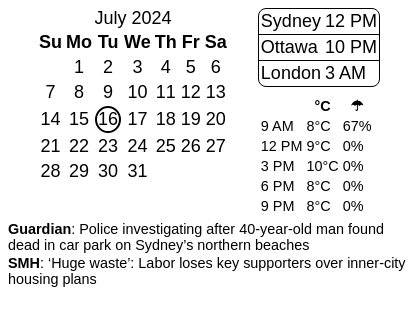 July 2024
Su Mo Tu We Th Fr Sa
1 2 3 4 5 6
7 8 9 10 11 12 13
14 15 16 17 18 19 20
21 22 23 24 25 26 27
28 29 30 31
Sydney 12 PM
Ottawa 10 PM
London 3 AM
°C ☂
9 AM 8°C 67%
12 PM 9°C 0%
3 PM 10°C 0%
6 PM 8°C 0%
9 PM 8°C 0%
Guardian: Police investigating after 40-year-old man found
dead in car park on Sydney’s northern beaches
SMH: ‘Huge waste’: Labor loses key supporters over inner-city
housing plans